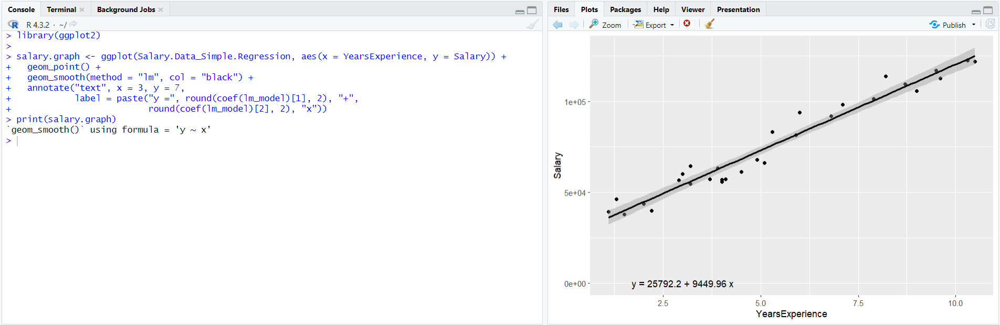 Console Terminal Background Jobs
R 4.3.2 · ~/
> library(ggplot2)
>
> salary.graph <- ggplot(Salary.Data_Simple.Regression, aes(x = YearsExperience, y = Salary)) +
+   geom_point() +
+   geom_smooth(method = "lm", col = "black") +
+   annotate("text", x = 3, y = 7,
+            label = paste("y =", round(coef(lm_model)[1], 2), "+",
+                          round(coef(lm_model)[2], 2), "x"))
> print(salary.graph)
`geom_smooth()` using formula = 'y ~ x'
>
Files Plots Packages Help Viewer Presentation
Zoom Export Publish
Salary
1e+05
5e+04
0e+00
y = 25792.2 + 9449.96 x
2.5 5.0 7.5 10.0
YearsExperience